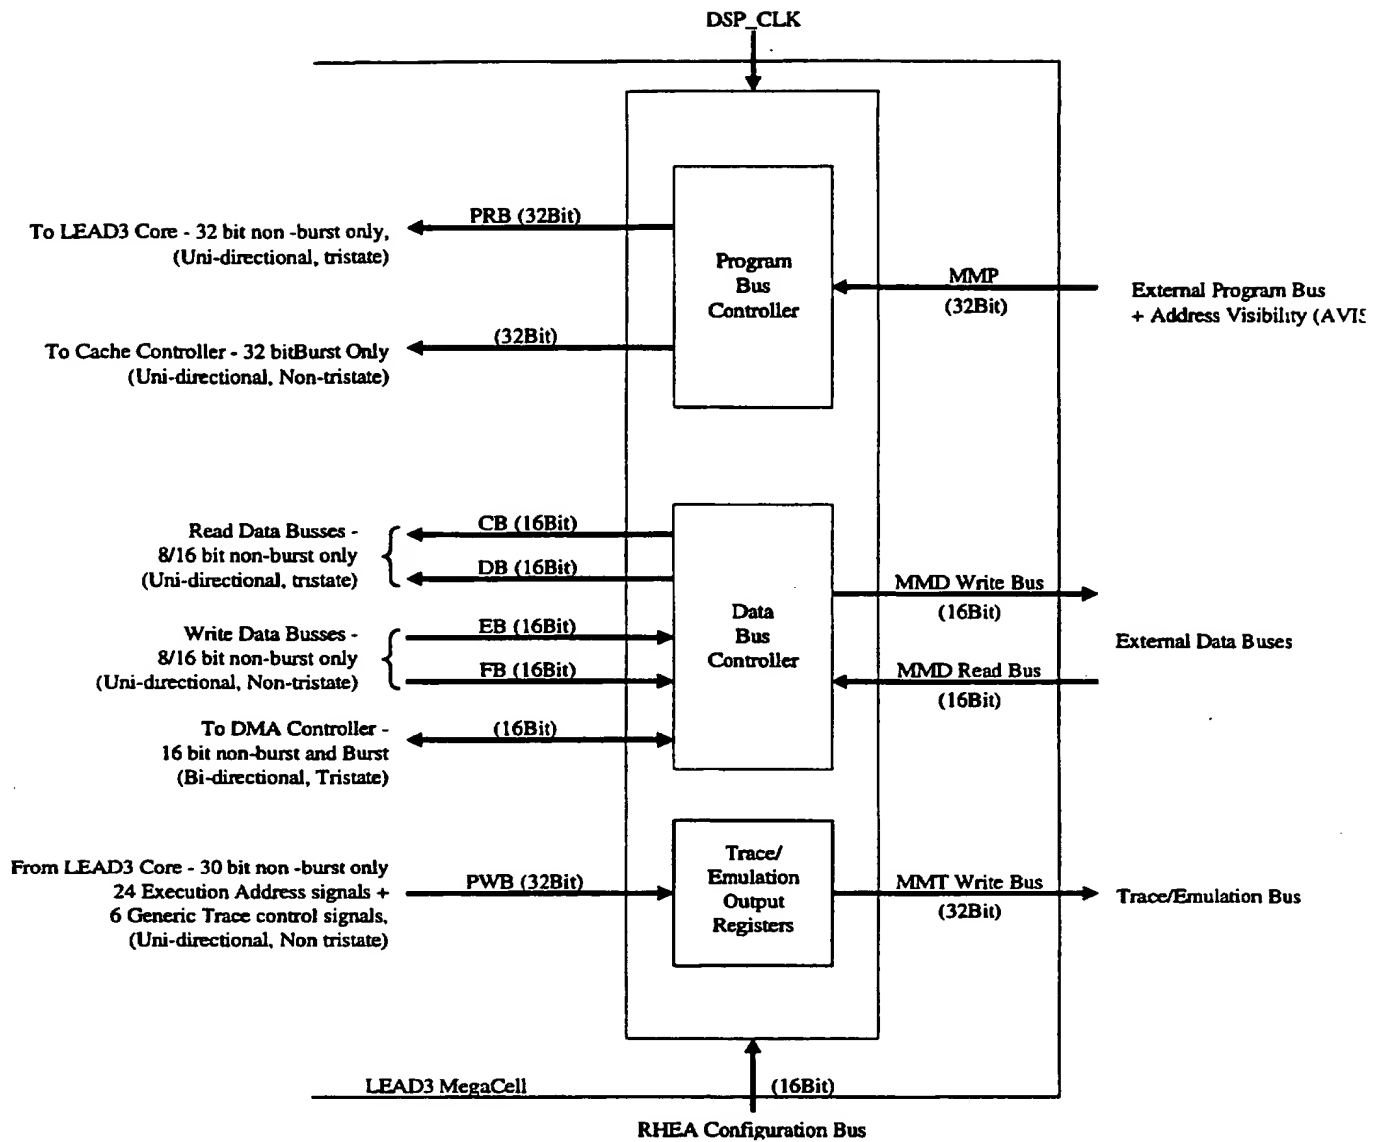 DSP_CLK
PRB (32Bit)
To LEAD3 Core - 32 bit non -burst only,
(Uni-directional, tristate)
Program
Bus
Controller
MMP
(32Bit)
External Program Bus
+ Address Visibility (AVIS
(32Bit)
To Cache Controller - 32 bitBurst Only
(Uni-directional, Non-tristate)
Read Data Busses -
8/16 bit non-burst only
(Uni-directional, tristate)
CB (16Bit)
DB (16Bit)
Write Data Busses -
8/16 bit non-burst only
(Uni-directional, Non-tristate)
EB (16Bit)
FB (16Bit)
To DMA Controller -
16 bit non-burst and Burst
(Bi-directional, Tristate)
(16Bit)
Data
Bus
Controller
MMD Write Bus
(16Bit)
External Data Buses
MMD Read Bus
(16Bit)
From LEAD3 Core - 30 bit non -burst only
24 Execution Address signals +
6 Generic Trace control signals,
(Uni-directional, Non tristate)
PWB (32Bit)
Trace/
Emulation
Output
Registers
MMT Write Bus
(32Bit)
Trace/Emulation Bus
LEAD3 MegaCell
(16Bit)
RHEA Configuration Bus